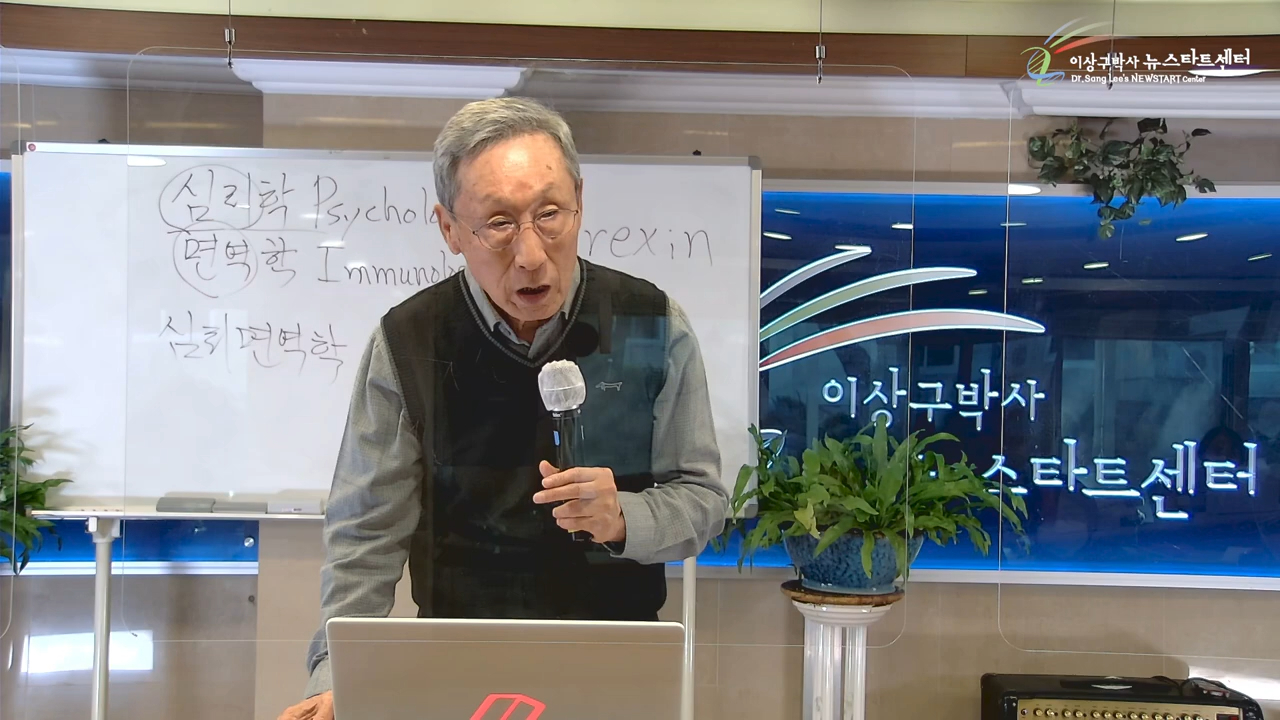 이상구박사 뉴스타트센터
Dr. Sang Lee's NEWSTART Center
심리학 Psychol
면역학 Immunolo rexin
심리면역학
이상구박사
스타트센터